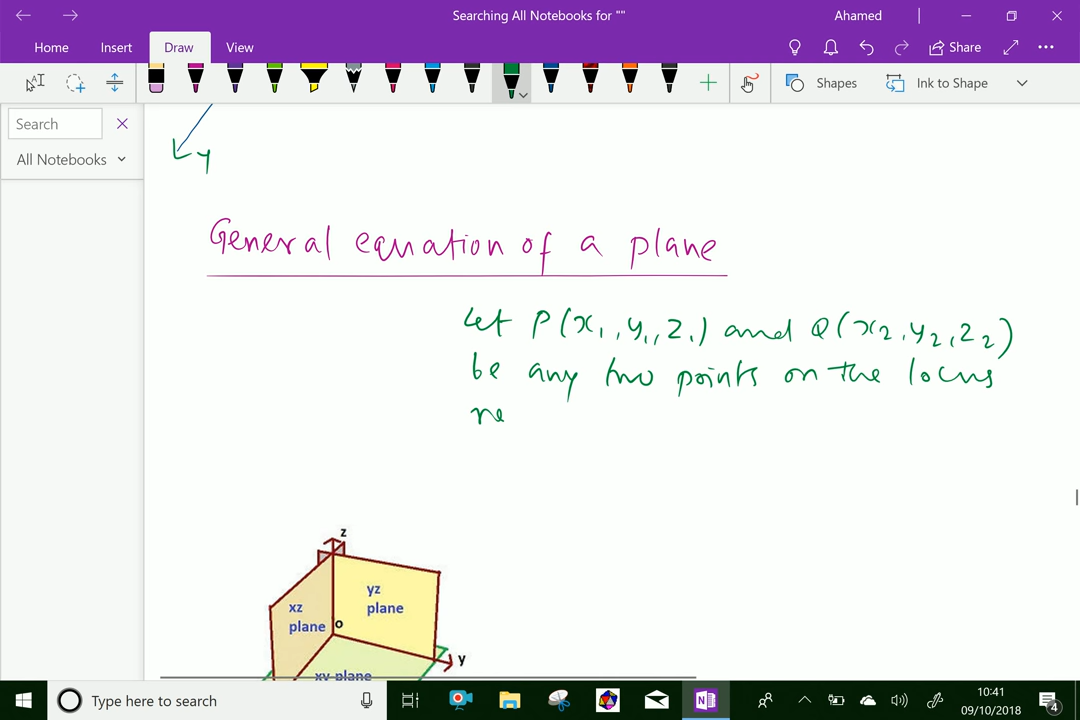 Searching All Notebooks for ""
Ahamed
Home Insert Draw View
Share
Shapes
Ink to Shape
Search
All Notebooks
y
General equation of a plane
Let P(x₁, y₁, z₁) and Q(x₂, y₂, z₂)
be any two points on the locus
re
z
yz
plane
xz
plane
o
y
xy plane
Type here to search
10:41
09/10/2018
4